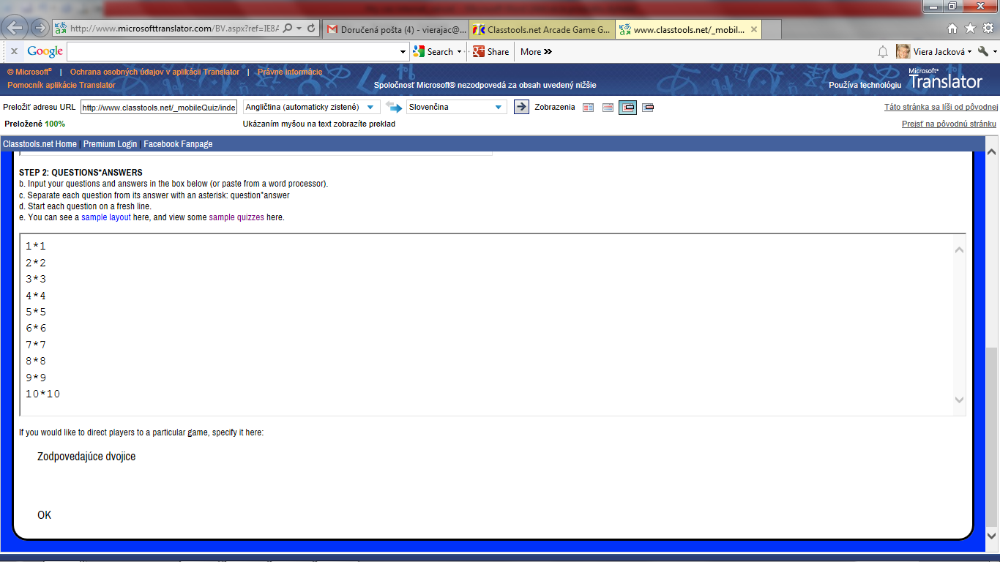 http://www.microsofttranslator.com/BV.aspx?ref=IE8A
Doručená pošta (4) - vierajac@...
Classtools.net Arcade Game G...
www.classtools.net/_mobil...
x Google
Search
Share
More »
Viera Jacková
© Microsoft® | Ochrana osobných údajov v aplikácii Translator | Právne informácie
Pomocník aplikácie Translator
Spoločnosť Microsoft® nezodpovedá za obsah uvedený nižšie
Používa technológiu
Microsoft® Translator
Preložiť adresu URL
http://www.classtools.net/_mobileQuiz/inde
Angličtina (automaticky zistené)
Slovenčina
Zobrazenia
Táto stránka sa líši od pôvodnej
Preložené 100%
Ukázaním myšou na text zobrazíte preklad
Prejsť na pôvodnú stránku
Classtools.net Home | Premium Login | Facebook Fanpage
STEP 2: QUESTIONS*ANSWERS
b. Input your questions and answers in the box below (or paste from a word processor).
c. Separate each question from its answer with an asterisk: question*answer
d. Start each question on a fresh line.
e. You can see a sample layout here, and view some sample quizzes here.
1*1
2*2
3*3
4*4
5*5
6*6
7*7
8*8
9*9
10*10
If you would like to direct players to a particular game, specify it here:
Zodpovedajúce dvojice
OK